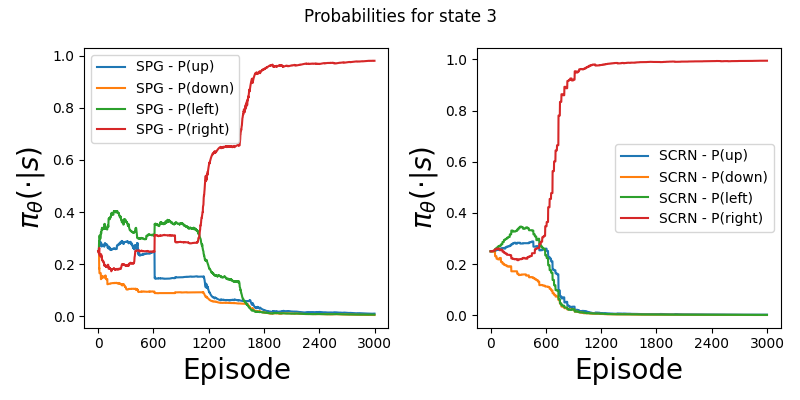 Probabilities for state 3
π_θ(·|s)
1.0
0.8
0.6
0.4
0.2
0.0
SPG - P(up)
SPG - P(down)
SPG - P(left)
SPG - P(right)
0 600 1200 1800 2400 3000
Episode
π_θ(·|s)
1.0
0.8
0.6
0.4
0.2
0.0
SCRN - P(up)
SCRN - P(down)
SCRN - P(left)
SCRN - P(right)
0 600 1200 1800 2400 3000
Episode